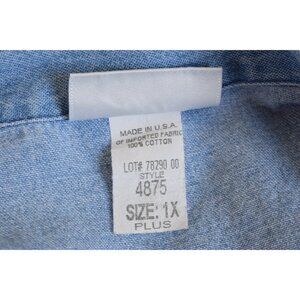 MADE IN U.S.A.
OF IMPORTED FABRIC
100% COTTON
LOT# 78290 00
STYLE
4875
SIZE: 1X
PLUS